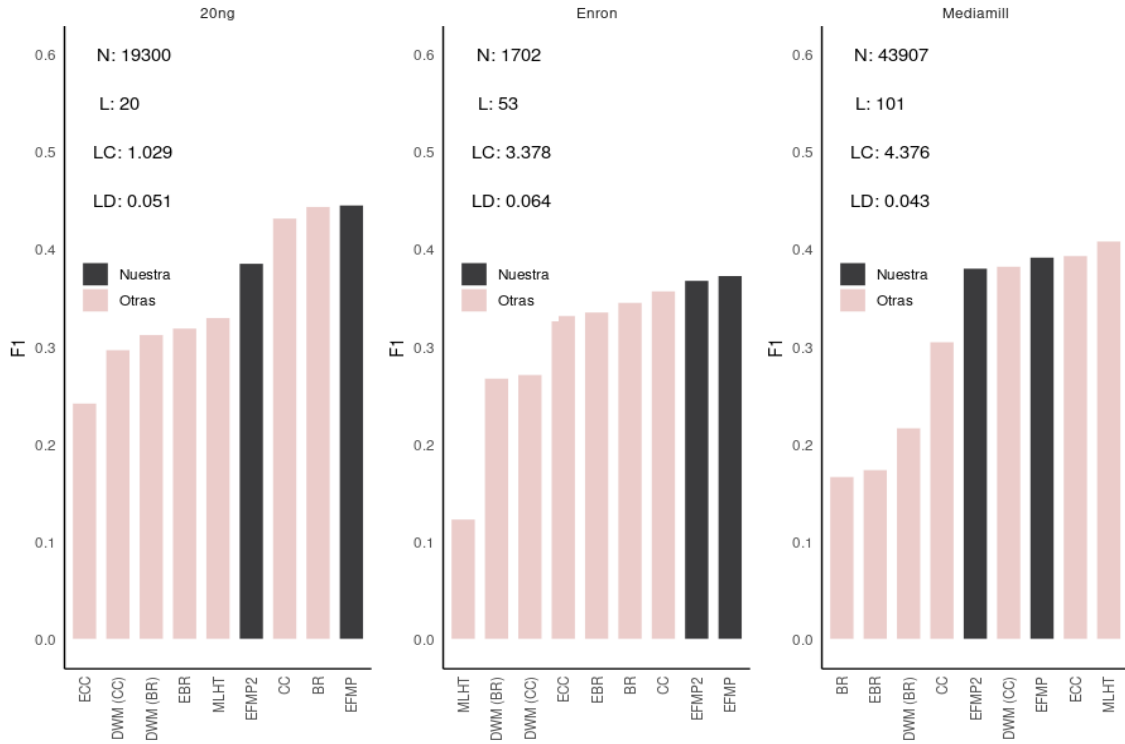 20ng
N: 19300
L: 20
LC: 1.029
LD: 0.051
Nuestra
Otras
F1
0.6
0.5
0.4
0.3
0.2
0.1
0.0
ECC
DWM (CC)
DWM (BR)
EBR
MLHT
EFMP2
CC
BR
EFMP
Enron
N: 1702
L: 53
LC: 3.378
LD: 0.064
Nuestra
Otras
F1
0.6
0.5
0.4
0.3
0.2
0.1
0.0
MLHT
DWM (BR)
DWM (CC)
ECC
EBR
BR
CC
EFMP2
EFMP
Mediamill
N: 43907
L: 101
LC: 4.376
LD: 0.043
Nuestra
Otras
F1
0.6
0.5
0.4
0.3
0.2
0.1
0.0
BR
EBR
DWM (BR)
CC
EFMP2
DWM (CC)
EFMP
ECC
MLHT